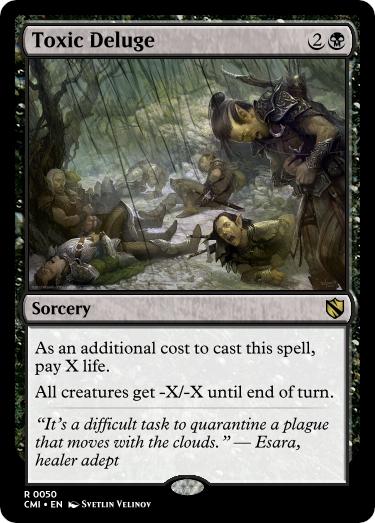 Toxic Deluge 2
Sorcery
As an additional cost to cast this spell,
pay X life.
All creatures get -X/-X until end of turn.
“It’s a difficult task to quarantine a plague
that moves with the clouds.” — Esara,
healer adept
R 0050
CMI • EN Svetlin Velinov